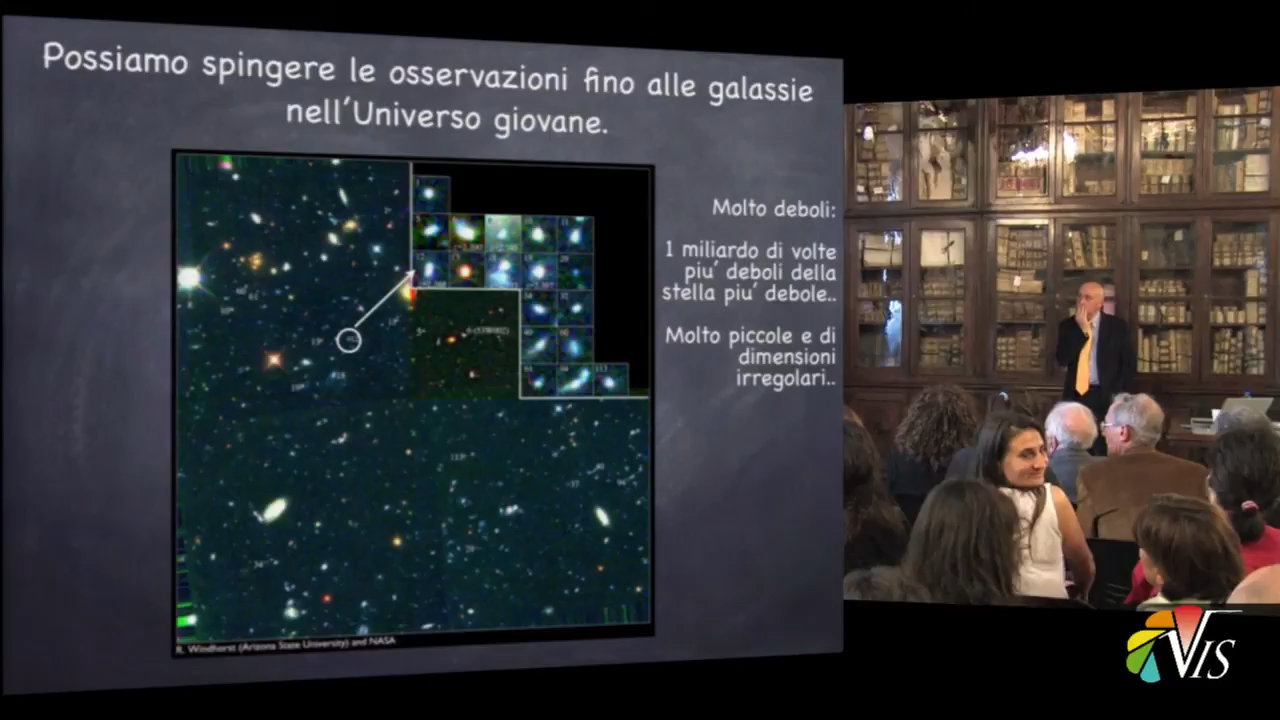 Possiamo spingere le osservazioni fino alle galassie
nell'Universo giovane.
Molto deboli:
1 miliardo di volte
piu' deboli della
stella piu' debole..
Molto piccole e di
dimensioni
irregolari..
R. Windhorst (Arizona State University) and NASA
VIS